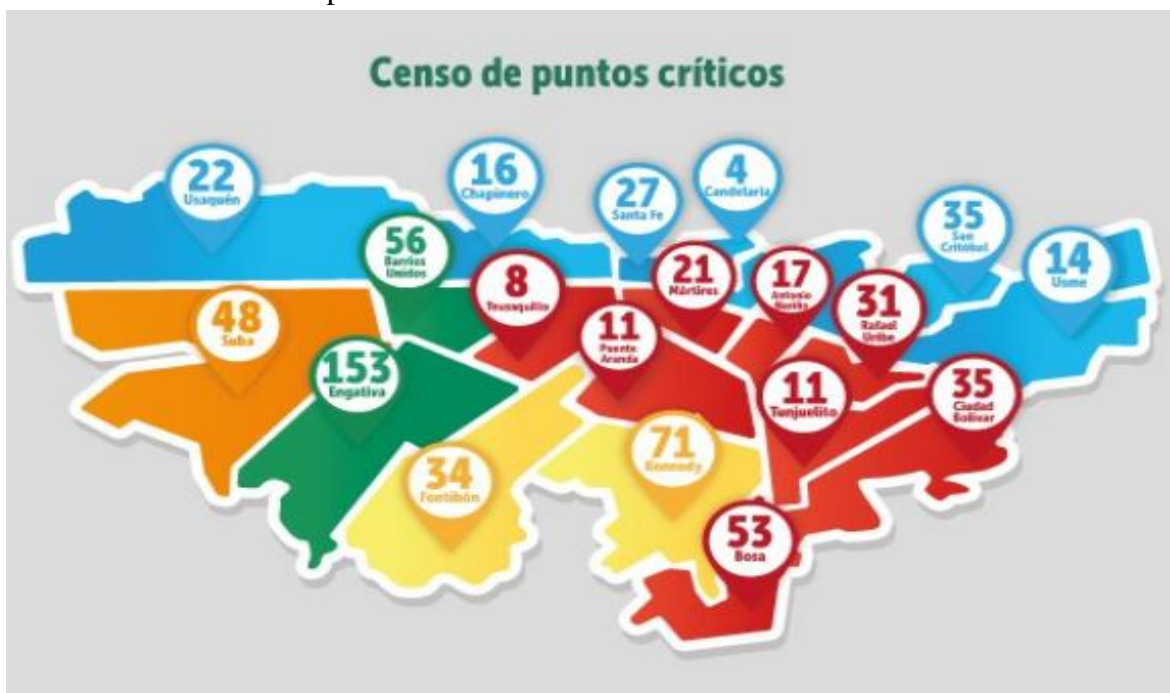 Censo de puntos críticos
22
Usaquén
16
Chapinero
27
Santa Fe
4
Candelaria
35
San
Critóbal
14
Usme
56
Barrios
Unidos
8
Teusaquillo
21
Mártires
17
Antonio
Nariño
31
Rafael
Uribe
48
Suba
11
Puente
Aranda
153
Engativa
11
Tunjuelito
35
Ciudad
Bolívar
34
Fontibón
71
Kennedy
53
Bosa